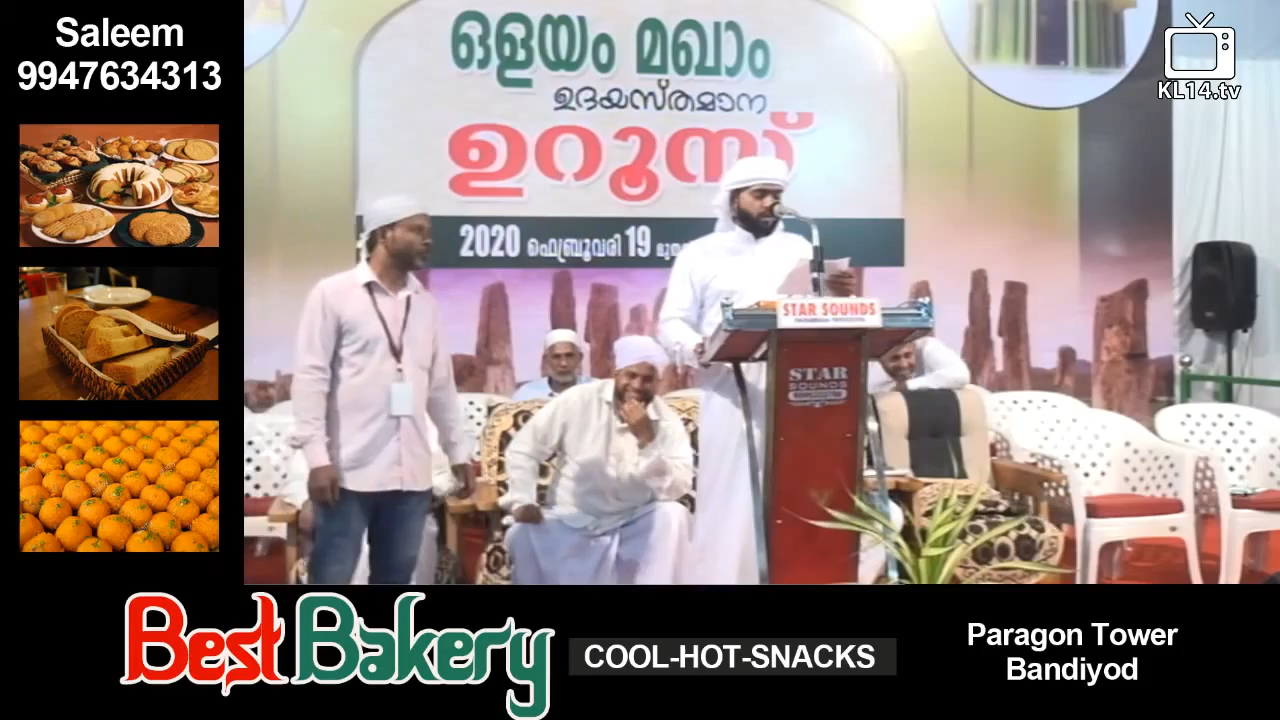 Saleem
9947634313
ഒളയം മഖാം
ഉദയസ്തമാന
ഉറൂസ്
2020 ഫെബ്രുവരി 19
KL14.tv
STAR SOUNDS
STAR
SOUNDS
Best Bakery
COOL-HOT-SNACKS
Paragon Tower
Bandiyod